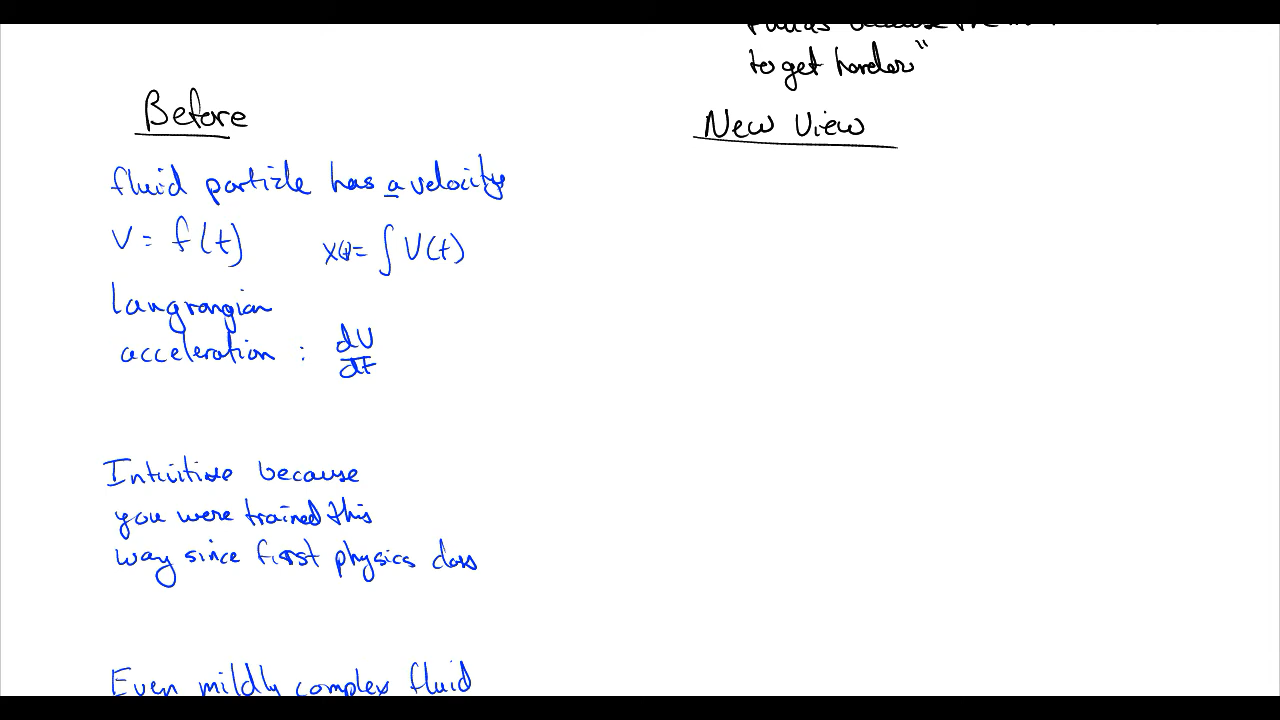 to get harder"
Before
New View
fluid particle has a velocity
V = f(t) x(t)= ∫ V(t)
Langrangian
acceleration : dV/dt
Intuitive because
you were trained this
way since first physics class
Even mildly complex fluid